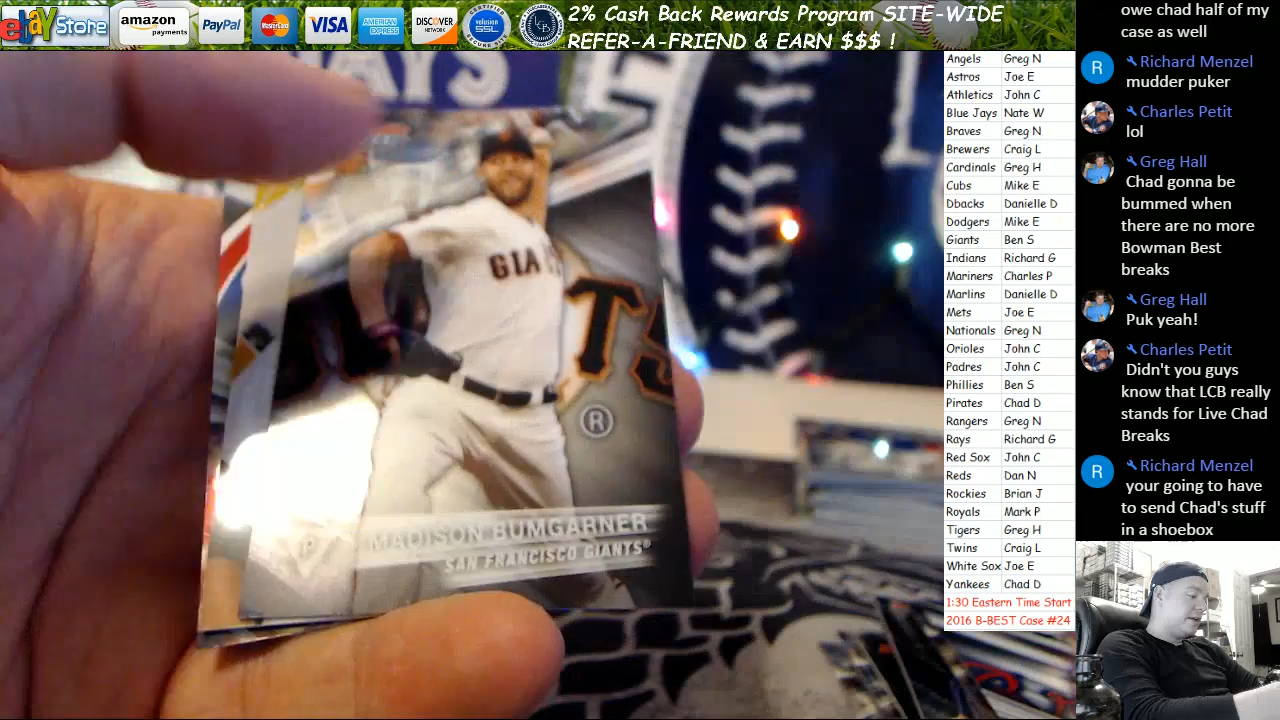 ebay Store
amazon payments
PayPal
MasterCard
VISA
AMERICAN EXPRESS
DISCOVER NETWORK
volusion SSL
LCB
2% Cash Back Rewards Program SITE-WIDE
REFER-A-FRIEND & EARN $$$ !
AYS
GIA
TS
®
MADISON BUMGARNER
SAN FRANCISCO GIANTS®
Angels Greg N
Astros Joe E
Athletics John C
Blue Jays Nate W
Braves Greg N
Brewers Craig L
Cardinals Greg H
Cubs Mike E
Dbacks Danielle D
Dodgers Mike E
Giants Ben S
Indians Richard G
Mariners Charles P
Marlins Danielle D
Mets Joe E
Nationals Greg N
Orioles John C
Padres John C
Phillies Ben S
Pirates Chad D
Rangers Greg N
Rays Richard G
Red Sox John C
Reds Dan N
Rockies Brian J
Royals Mark P
Tigers Greg H
Twins Craig L
White Sox Joe E
Yankees Chad D
1:30 Eastern Time Start
2016 B-BEST Case #24
owe chad half of my
case as well
R
Richard Menzel
mudder puker
Charles Petit
lol
Greg Hall
Chad gonna be
bummed when
there are no more
Bowman Best
breaks
Greg Hall
Puk yeah!
Charles Petit
Didn't you guys
know that LCB really
stands for Live Chad
Breaks
R
Richard Menzel
your going to have
to send Chad's stuff
in a shoebox